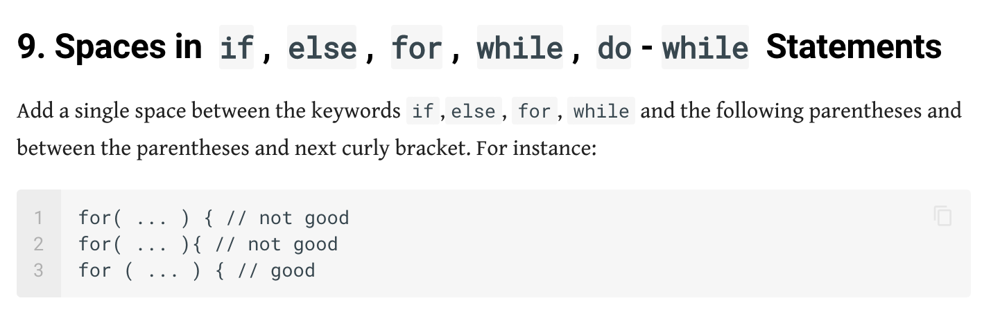 9. Spaces in if, else, for, while, do-while Statements
Add a single space between the keywords if,else, for, while and the following parentheses and
between the parentheses and next curly bracket. For instance:
1 for( ... ) { // not good
2 for( ... ){ // not good
3 for ( ... ) { // good